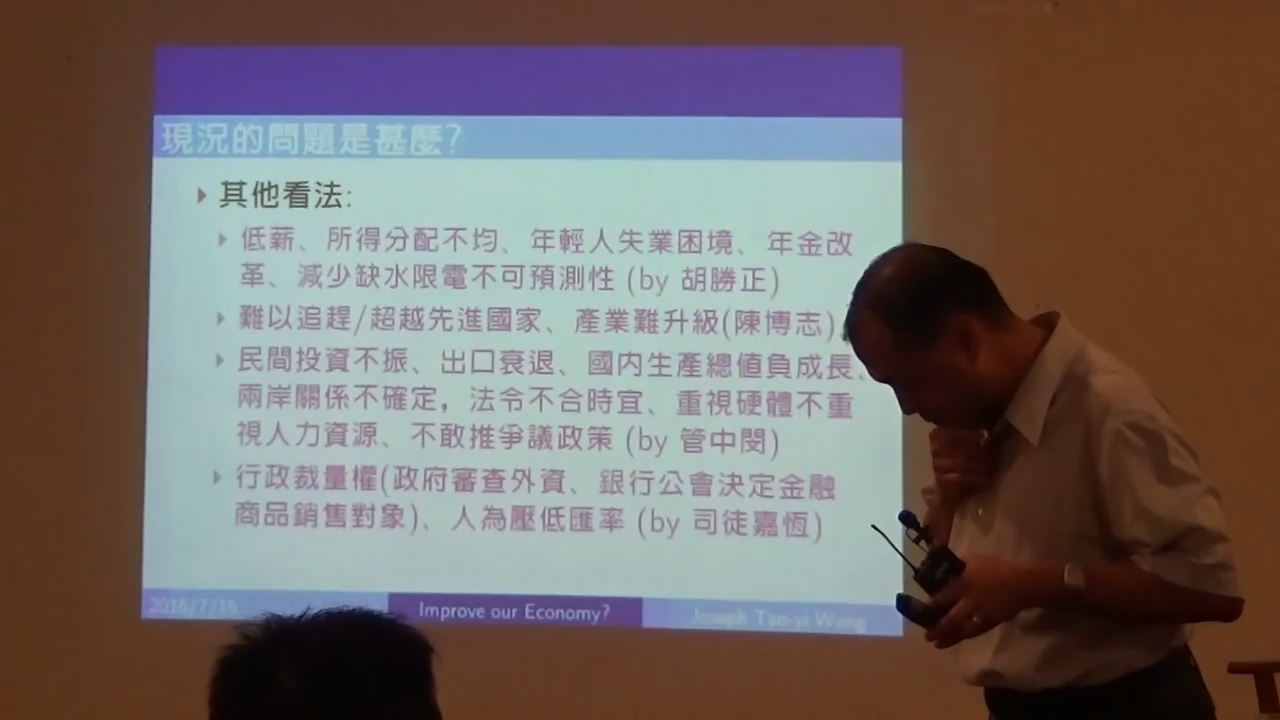 現況的問題是甚麼?
其他看法:
低薪、所得分配不均、年輕人失業困境、年金改
革、減少缺水限電不可預測性 (by 胡勝正)
難以追趕/超越先進國家、產業難升級(陳博志)
民間投資不振、出口衰退、國內生產總值負成長、
兩岸關係不確定，法令不合時宜、重視硬體不重
視人力資源、不敢推爭議政策 (by 管中閔)
行政裁量權(政府審查外資、銀行公會決定金融
商品銷售對象)、人為壓低匯率 (by 司徒嘉恆)
2016/7/16 Improve our Economy? Joseph Tao-yi Wang